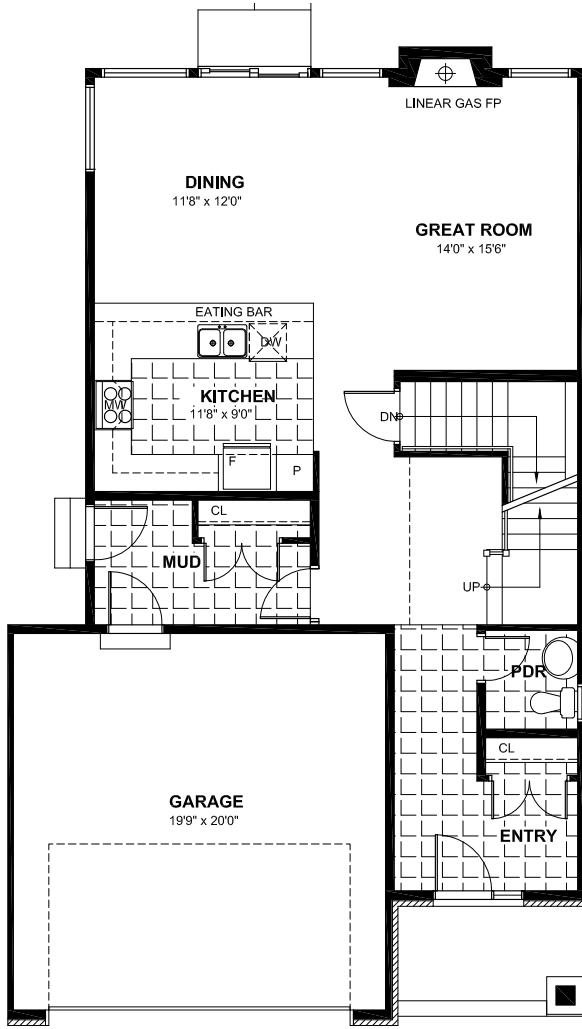 LINEAR GAS FP
DINING
11'8" x 12'0"
GREAT ROOM
14'0" x 15'6"
EATING BAR
DW
KITCHEN
11'8" x 9'0"
MW
DN
F
P
CL
MUD
UP
PDR
CL
GARAGE
19'9" x 20'0"
ENTRY